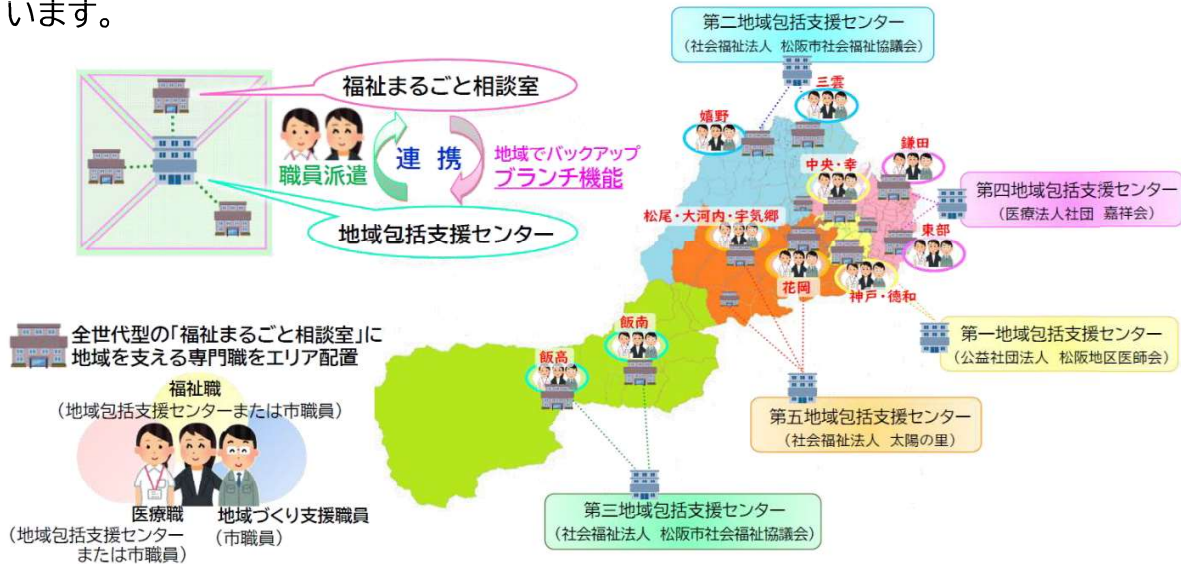 います。
福祉まるごと相談室
職員派遣
連 携
地域でバックアップ
ブランチ機能
地域包括支援センター
全世代型の「福祉まるごと相談室」に
地域を支える専門職をエリア配置
福祉職
（地域包括支援センターまたは市職員）
医療職
（地域包括支援センター
または市職員）
地域づくり支援職員
（市職員）
第二地域包括支援センター
（社会福祉法人 松阪市社会福祉協議会）
三雲
嬉野
鎌田
中央・幸
第四地域包括支援センター
（医療法人社団 嘉祥会）
松尾・大河内・宇気郷
東部
花岡
神戸・徳和
飯南
飯高
第一地域包括支援センター
（公益社団法人 松阪地区医師会）
第五地域包括支援センター
（社会福祉法人 太陽の里）
第三地域包括支援センター
（社会福祉法人 松阪市社会福祉協議会）